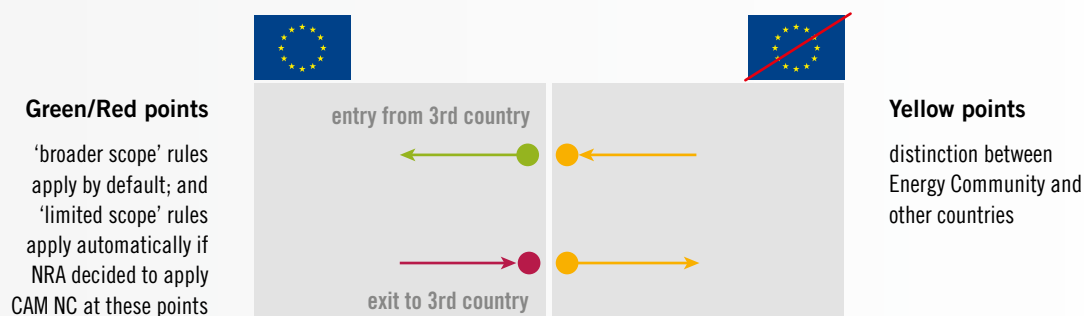 Green/Red points
'broader scope' rules
apply by default; and
'limited scope' rules
apply automatically if
NRA decided to apply
CAM NC at these points
entry from 3rd country
exit to 3rd country
Yellow points
distinction between
Energy Community and
other countries